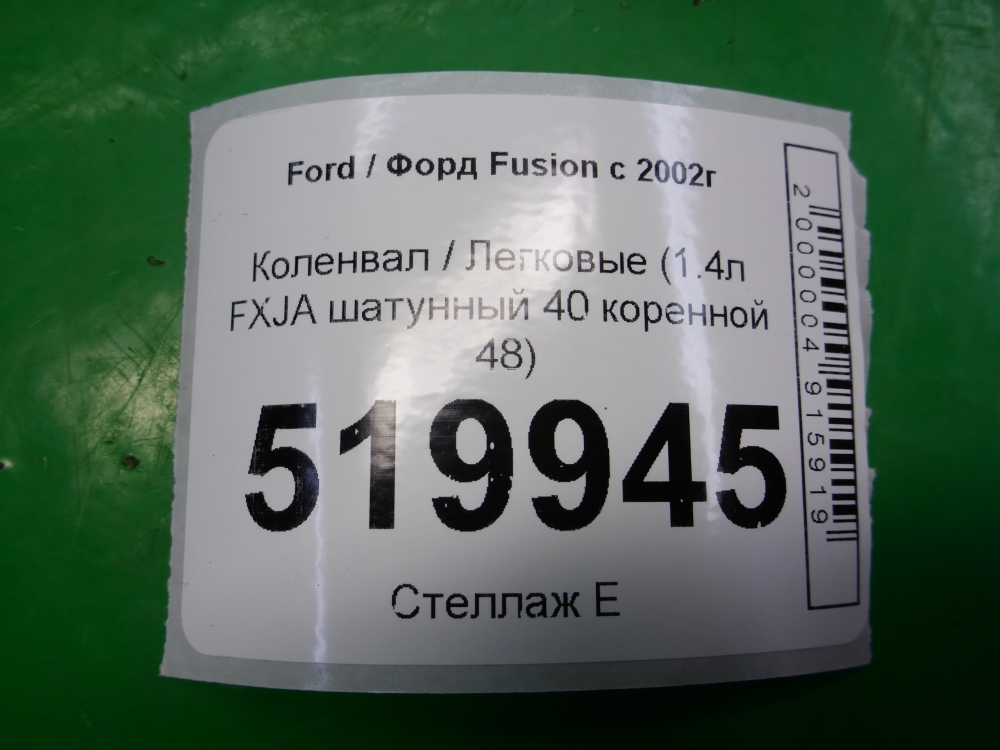 Ford / Форд Fusion с 2002г
Коленвал / Легковые (1.4л
FXJA шатунный 40 коренной
48)
519945
Стеллаж Е
2000004915919